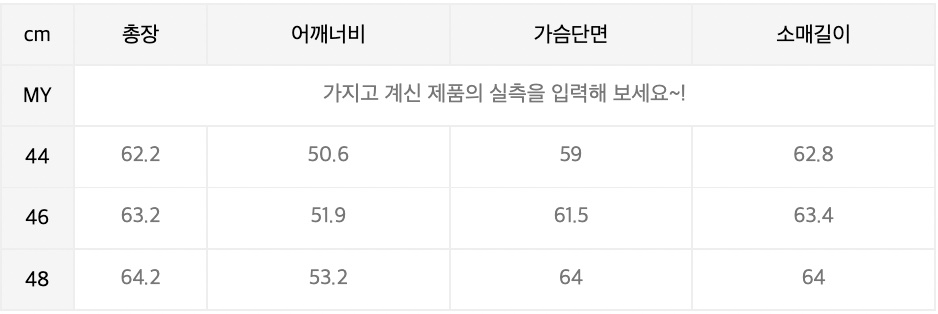 cm 총장 어깨너비 가슴단면 소매길이
MY 가지고 계신 제품의 실측을 입력해 보세요~!
44 62.2 50.6 59 62.8
46 63.2 51.9 61.5 63.4
48 64.2 53.2 64 64